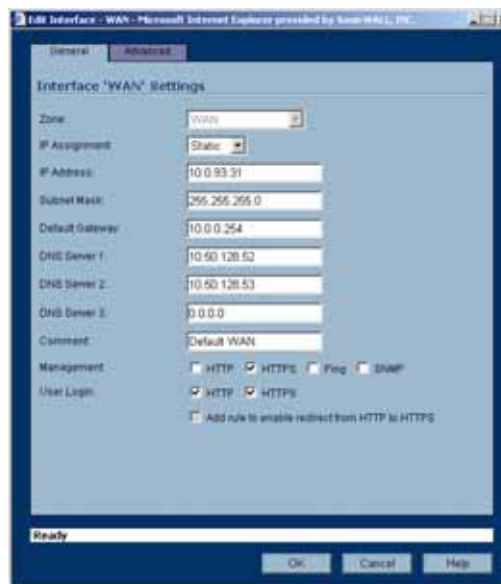 Edit Interface - WAN - Microsoft Internet Explorer provided by SonicWALL, INC.
General Advanced
Interface 'WAN' Settings
Zone: WAN
IP Assignment: Static
IP Address: 10.0.93.31
Subnet Mask: 255.255.255.0
Default Gateway: 10.0.0.254
DNS Server 1: 10.50.128.52
DNS Server 2: 10.50.128.53
DNS Server 3: 0.0.0.0
Comment: Default WAN
Management: HTTP HTTPS Ping SNMP
User Login: HTTP HTTPS
Add rule to enable redirect from HTTP to HTTPS
Ready
OK Cancel Help